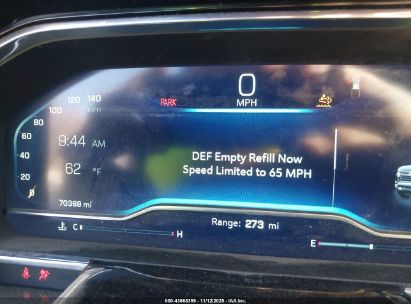 0
MPH
PARK
140
120
MPH
100
80
60
40
20
9:44 AM
62 °F
70369 mi
DEF Empty Refill Now
Speed Limited to 65 MPH
Range: 273 mi
C H
E